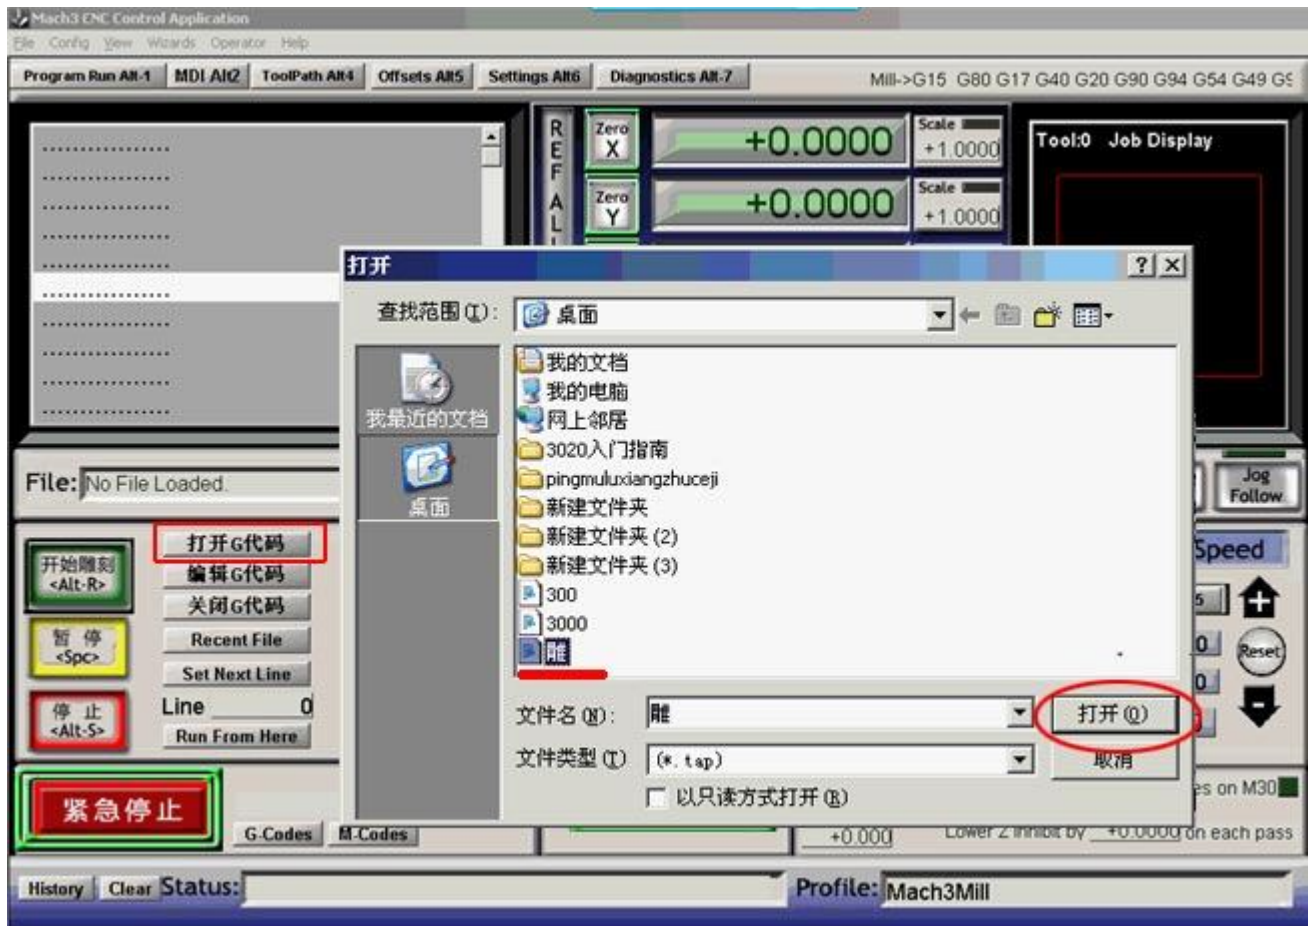 Mach3 CNC Control Application
File Config View Wizards Operator Help
Program Run Alt-1 MDI Alt2 ToolPath Alt4 Offsets Alt5 Settings Alt6 Diagnostics Alt-7 Mill->G15 G80 G17 G40 G20 G90 G94 G54 G49 G9
..................
..................
..................
..................
..................
..................
..................
..................
..................
..................
REF AL
Zero X +0.0000 Scale +1.0000
Zero Y +0.0000 Scale +1.0000
Tool:0 Job Display
打开
查找范围(I): 桌面
我最近的文档
桌面
我的文档
我的电脑
网上邻居
3020入门指南
pingmuluxiangzhuceji
新建文件夹
新建文件夹 (2)
新建文件夹 (3)
300
3000
雕
文件名(N): 雕 打开(O)
文件类型(T) (*.tap) 取消
以只读方式打开(R)
File: No File Loaded.
Jog Follow
开始雕刻 <Alt-R>
打开G代码
编辑G代码
关闭G代码
暂 停 <Spc>
Recent File
Set Next Line
停 止 <Alt-S>
Line 0
Run From Here
Speed
Reset
紧急停止
G-Codes M-Codes
es on M30
+0.000 Lower Z Inhibit by +0.0000 on each pass
History Clear Status: Profile: Mach3Mill